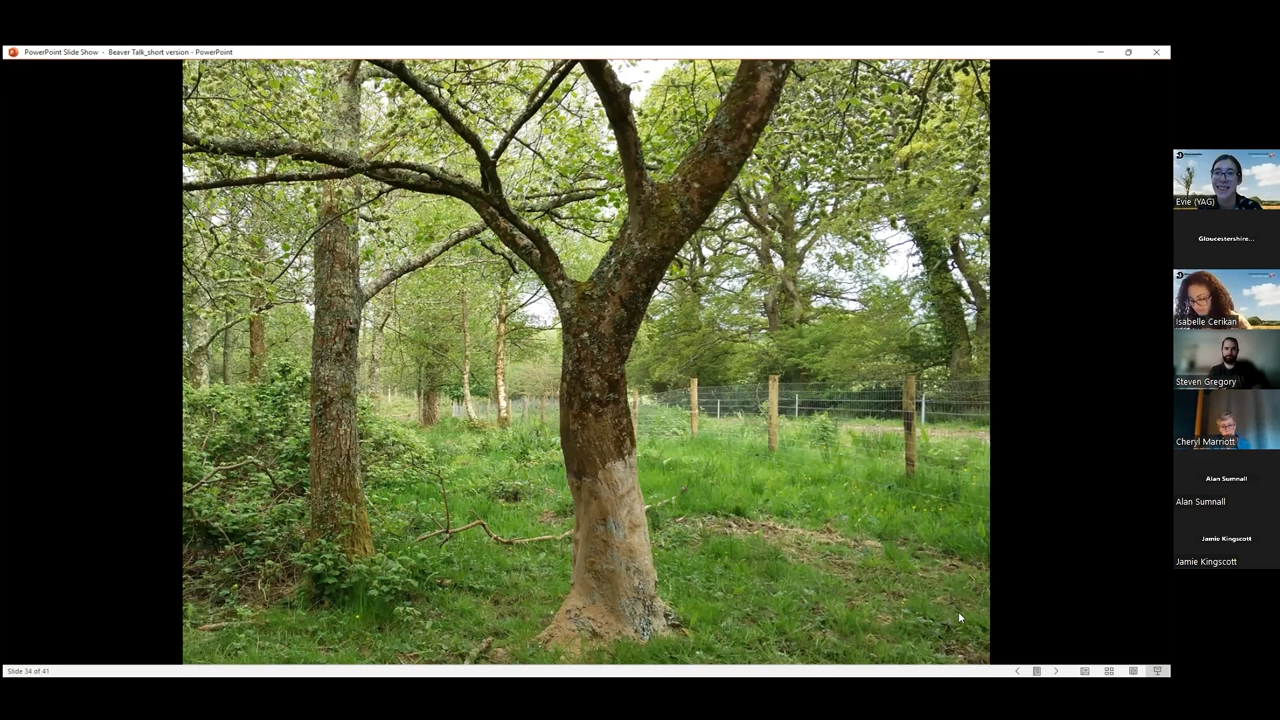 PowerPoint Slide Show - Beaver Talk_short version - PowerPoint
Evie (YAG)
Gloucestershire...
Isabelle Cerikan
Steven Gregory
Cheryl Marriott
Alan Sumnall
Alan Sumnall
Jamie Kingscott
Jamie Kingscott
Slide 34 of 41